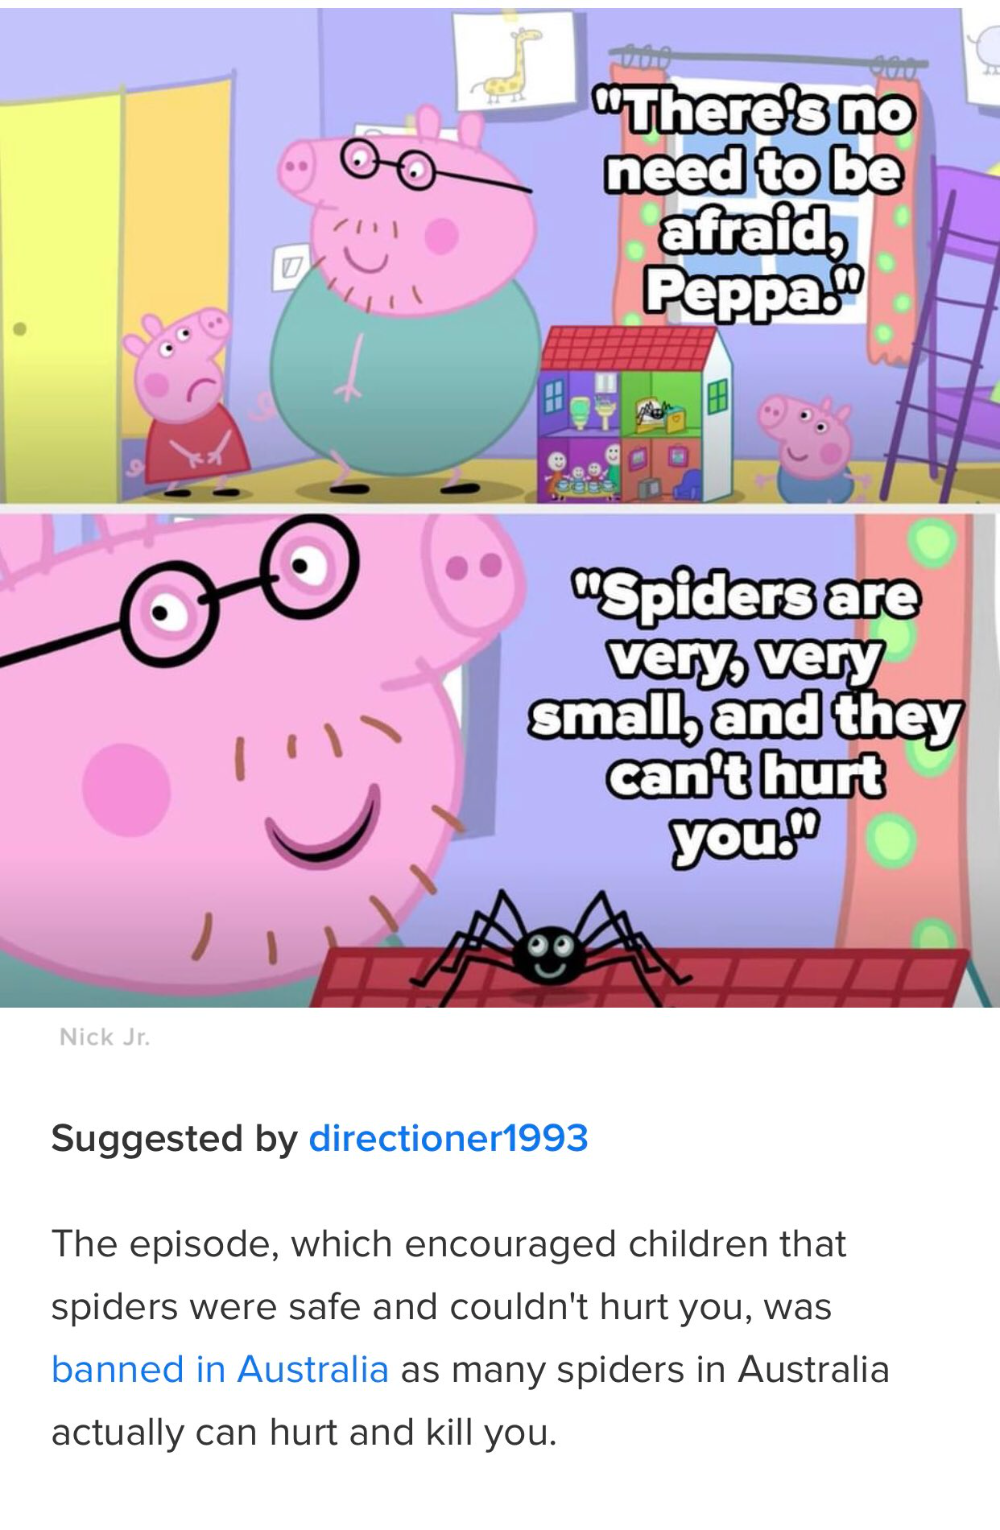 "There's no
need to be
afraid,
Peppa."
"Spiders are
very, very
small, and they
can't hurt
you."
Nick Jr.
Suggested by directioner1993
The episode, which encouraged children that
spiders were safe and couldn't hurt you, was
banned in Australia as many spiders in Australia
actually can hurt and kill you.